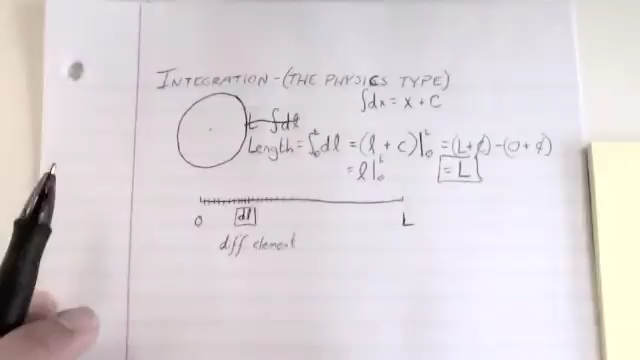 INTEGRATION - (THE PHYSICS TYPE)
∫dx = x + C
L = ∫dl
Length = ∫₀ᴸ dl = (l + c)|₀ᴸ = (L + c) - (0 + c)
= l|₀ᴸ = L
0 dl L
diff. element